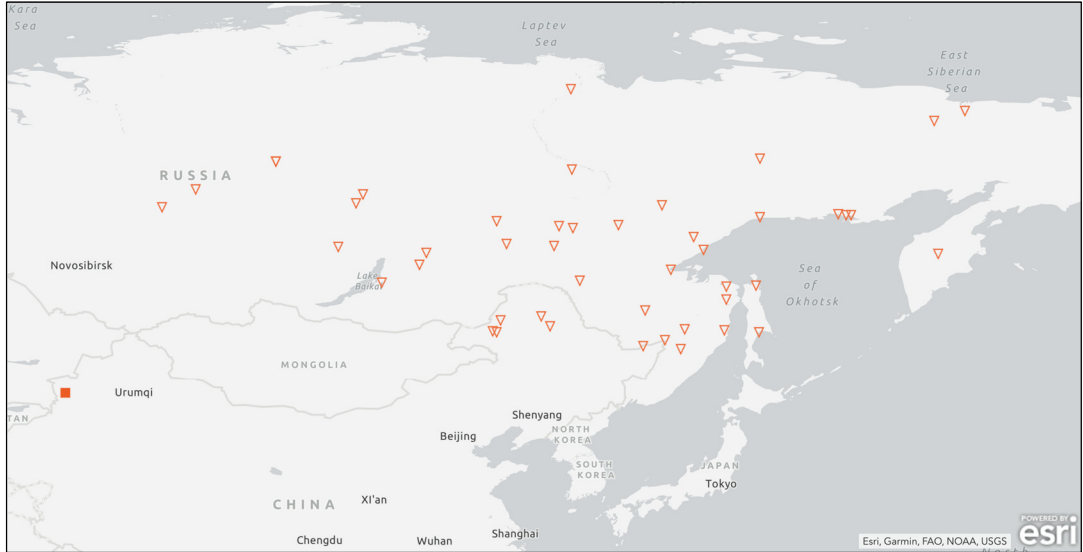 Kara
Sea
Laptev
Sea
East
Siberian
Sea
RUSSIA
Novosibirsk
Lake
Baikal
Sea
of
Okhotsk
MONGOLIA
Urumqi
TAN
Shenyang
Beijing
NORTH
KOREA
SOUTH
KOREA
JAPAN
Tokyo
CHINA
Xi'an
Chengdu
Wuhan
Shanghai
POWERED BY
esri
Esri, Garmin, FAO, NOAA, USGS
North